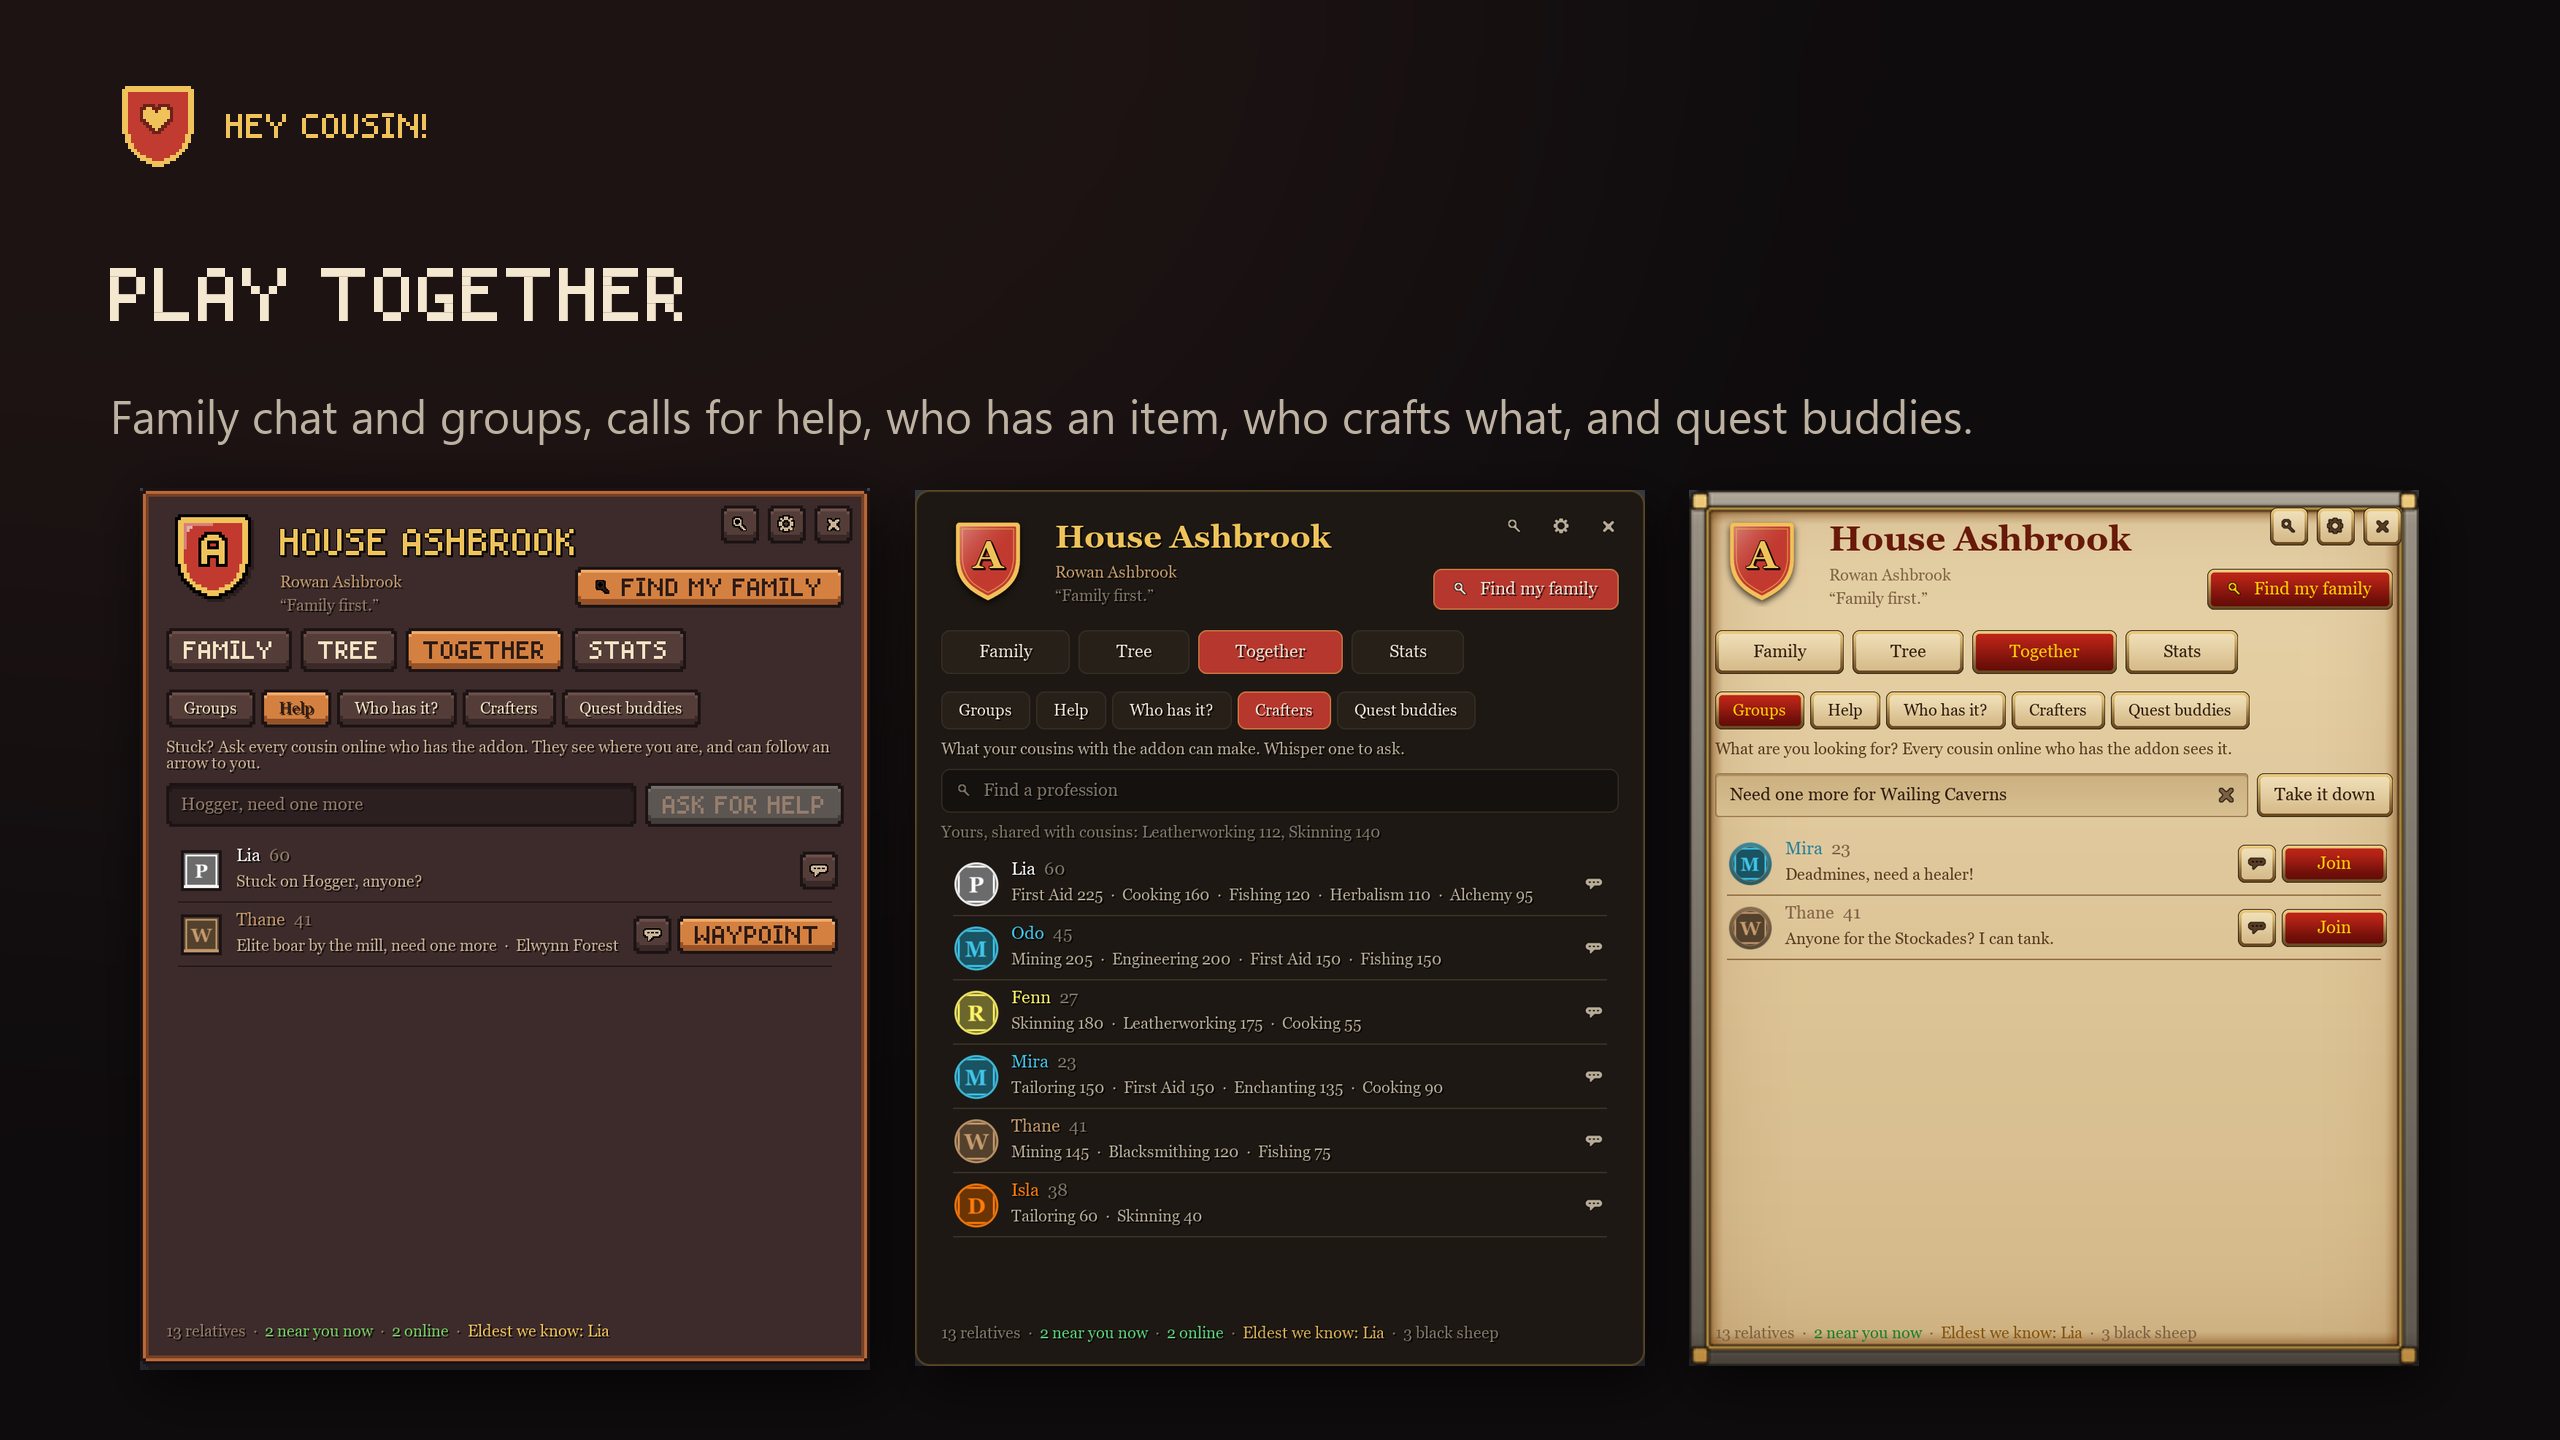 HEY COUSIN!
PLAY TOGETHER
Family chat and groups, calls for help, who has an item, who crafts what, and quest buddies.
A
HOUSE ASHBROOK
Rowan Ashbrook
“Family first.”
FIND MY FAMILY
FAMILY TREE TOGETHER STATS
Groups Help Who has it? Crafters Quest buddies
Stuck? Ask every cousin online who has the addon. They see where you are, and can follow an
arrow to you.
Hogger, need one more ASK FOR HELP
P
Lia 60
Stuck on Hogger, anyone?
W
Thane 41
Elite boar by the mill, need one more · Elwynn Forest
WAYPOINT
13 relatives · 2 near you now · 2 online · Eldest we know: Lia
A
House Ashbrook
Rowan Ashbrook
“Family first.”
Find my family
Family Tree Together Stats
Groups Help Who has it? Crafters Quest buddies
What your cousins with the addon can make. Whisper one to ask.
Find a profession
Yours, shared with cousins: Leatherworking 112, Skinning 140
P
Lia 60
First Aid 225 · Cooking 160 · Fishing 120 · Herbalism 110 · Alchemy 95
M
Odo 45
Mining 205 · Engineering 200 · First Aid 150 · Fishing 150
R
Fenn 27
Skinning 180 · Leatherworking 175 · Cooking 55
M
Mira 23
Tailoring 150 · First Aid 150 · Enchanting 135 · Cooking 90
W
Thane 41
Mining 145 · Blacksmithing 120 · Fishing 75
D
Isla 38
Tailoring 60 · Skinning 40
13 relatives · 2 near you now · 2 online · Eldest we know: Lia · 3 black sheep
A
House Ashbrook
Rowan Ashbrook
“Family first.”
Find my family
Family Tree Together Stats
Groups Help Who has it? Crafters Quest buddies
What are you looking for? Every cousin online who has the addon sees it.
Need one more for Wailing Caverns Take it down
M
Mira 23
Deadmines, need a healer!
Join
W
Thane 41
Anyone for the Stockades? I can tank.
Join
13 relatives · 2 near you now · Eldest we know: Lia · 3 black sheep